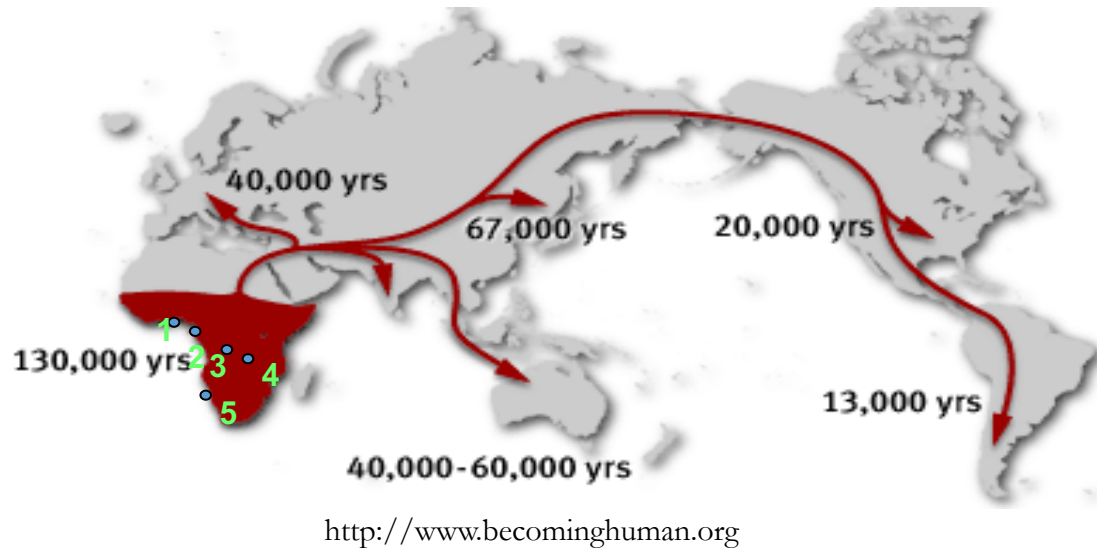 40,000 yrs
67,000 yrs
20,000 yrs
1
2
3
4
130,000 yrs
5
13,000 yrs
40,000-60,000 yrs
http://www.becominghuman.org